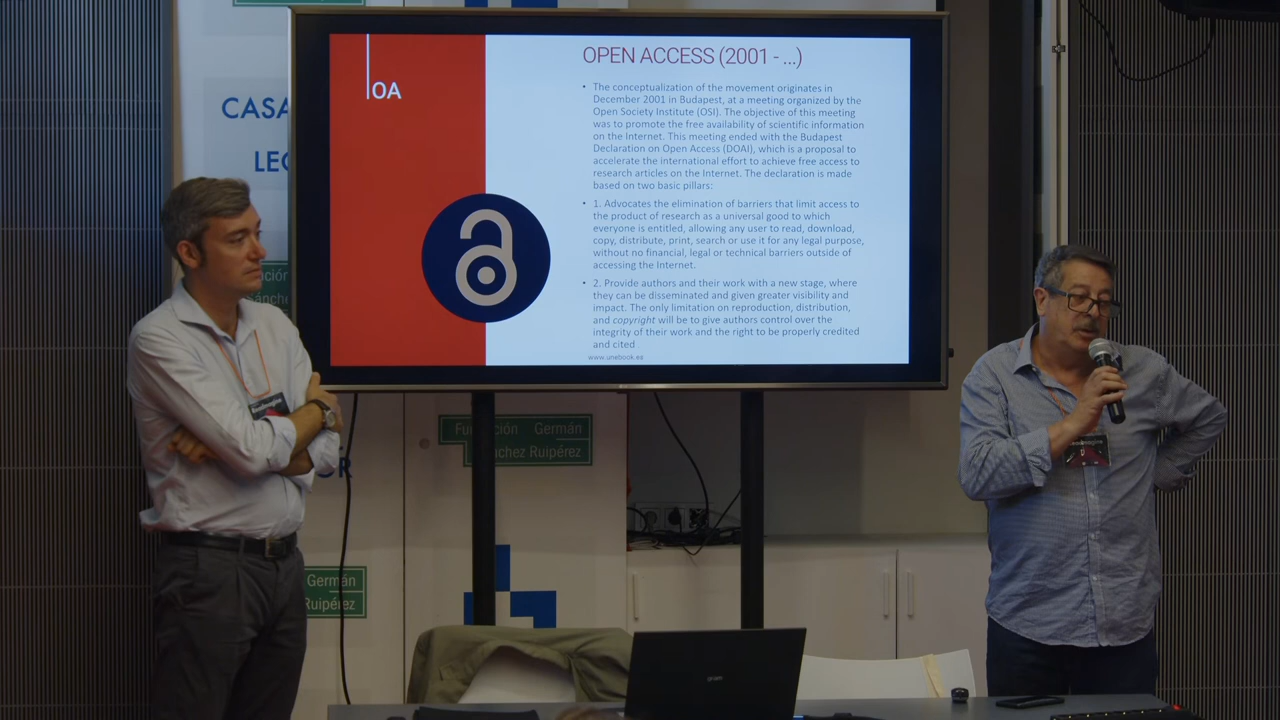 OA
OPEN ACCESS (2001 - ...)
• The conceptualization of the movement originates in
December 2001 in Budapest, at a meeting organized by the
Open Society Institute (OSI). The objective of this meeting
was to promote the free availability of scientific information
on the Internet. This meeting ended with the Budapest
Declaration on Open Access (DOAI), which is a proposal to
accelerate the international effort to achieve free access to
research articles on the Internet. The declaration is made
based on two basic pillars:
• 1. Advocates the elimination of barriers that limit access to
the product of research as a universal good to which
everyone is entitled, allowing any user to read, download,
copy, distribute, print, search or use it for any legal purpose,
without no financial, legal or technical barriers outside of
accessing the Internet.
• 2. Provide authors and their work with a new stage, where
they can be disseminated and given greater visibility and
impact. The only limitation on reproduction, distribution,
and copyright will be to give authors control over the
integrity of their work and the right to be properly credited
and cited
www.unebook.es
CASA
LEC
Germán
Sánchez Ruipérez
Germán
Ruipérez
gram